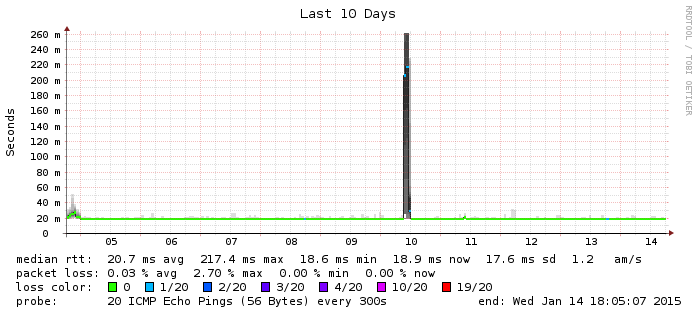 Last 10 Days
RRDTOOL / TOBI OETIKER
Seconds
260 m
240 m
220 m
200 m
180 m
160 m
140 m
120 m
100 m
80 m
60 m
40 m
20 m
0
05 06 07 08 09 10 11 12 13 14
median rtt: 20.7 ms avg 217.4 ms max 18.6 ms min 18.9 ms now 17.6 ms sd 1.2 am/s
packet loss: 0.03 % avg 2.70 % max 0.00 % min 0.00 % now
loss color: 0 1/20 2/20 3/20 4/20 10/20 19/20
probe: 20 ICMP Echo Pings (56 Bytes) every 300s end: Wed Jan 14 18:05:07 2015